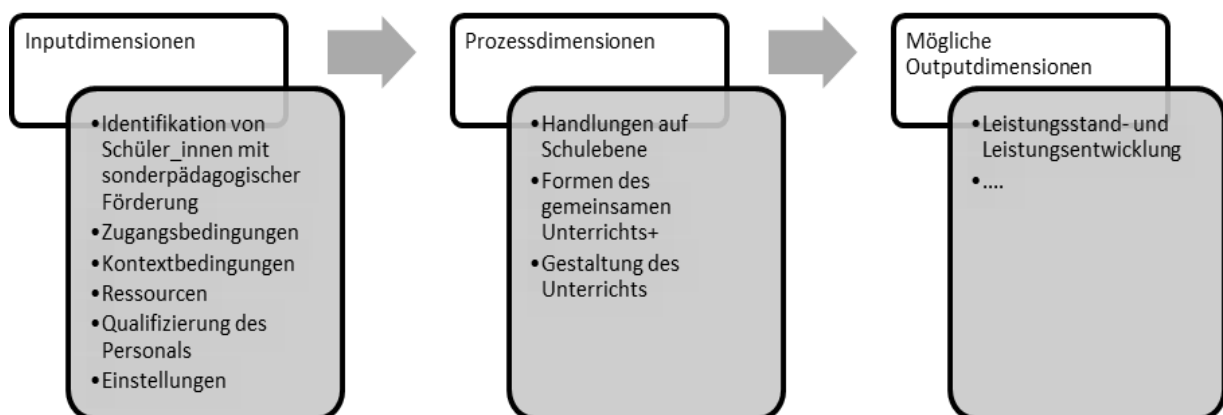 Inputdimensionen
•Identifikation von
Schüler_innen mit
sonderpädagogischer
Förderung
•Zugangsbedingungen
•Kontextbedingungen
•Ressourcen
•Qualifizierung des
Personals
•Einstellungen
Prozessdimensionen
•Handlungen auf
Schulebene
•Formen des
gemeinsamen
Unterrichts+
•Gestaltung des
Unterrichts
Mögliche
Outputdimensionen
•Leistungsstand- und
Leistungsentwicklung
•....